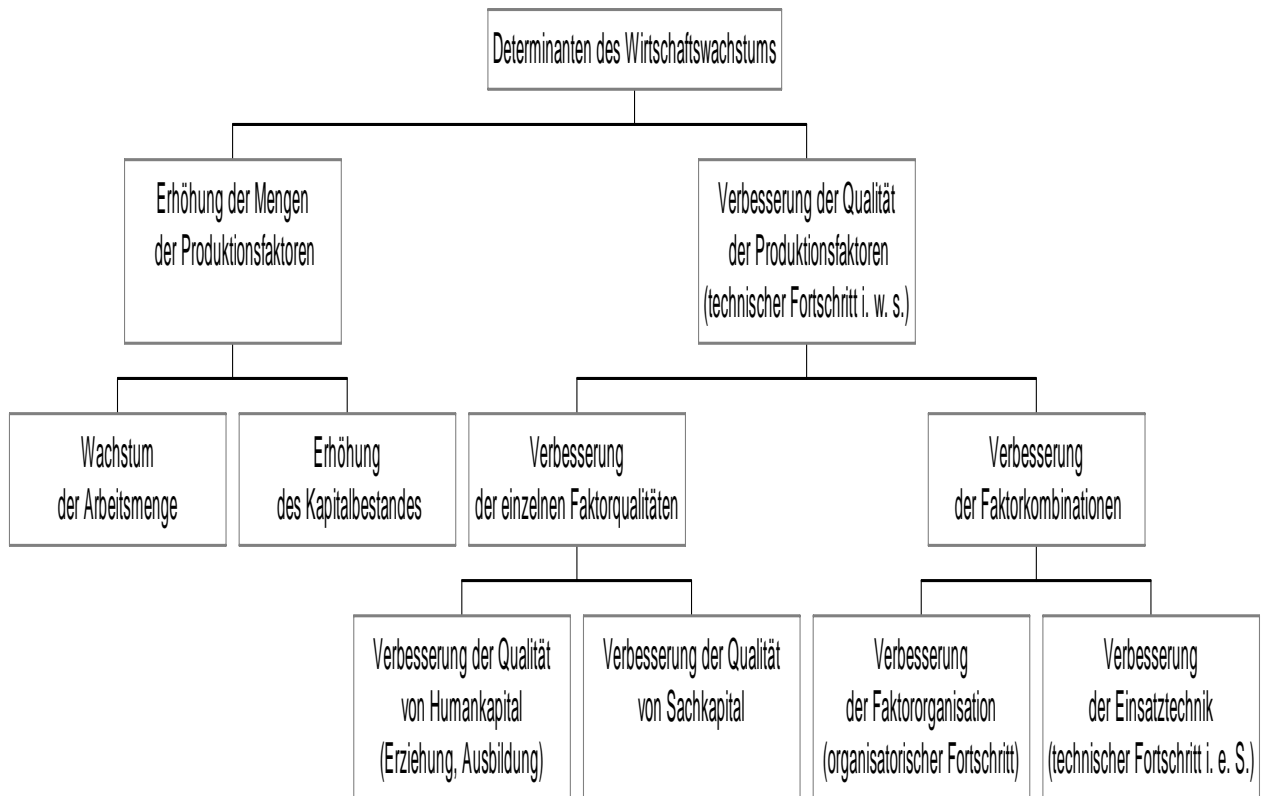 Determinanten des Wirtschaftswachstums
Erhöhung der Mengen
der Produktionsfaktoren
Verbesserung der Qualität
der Produktionsfaktoren
(technischer Fortschritt i. w. s.)
Wachstum
der Arbeitsmenge
Erhöhung
des Kapitalbestandes
Verbesserung
der einzelnen Faktorqualitäten
Verbesserung
der Faktorkombinationen
Verbesserung der Qualität
von Humankapital
(Erziehung, Ausbildung)
Verbesserung der Qualität
von Sachkapital
Verbesserung
der Faktororganisation
(organisatorischer Fortschritt)
Verbesserung
der Einsatztechnik
(technischer Fortschritt i. e. S.)